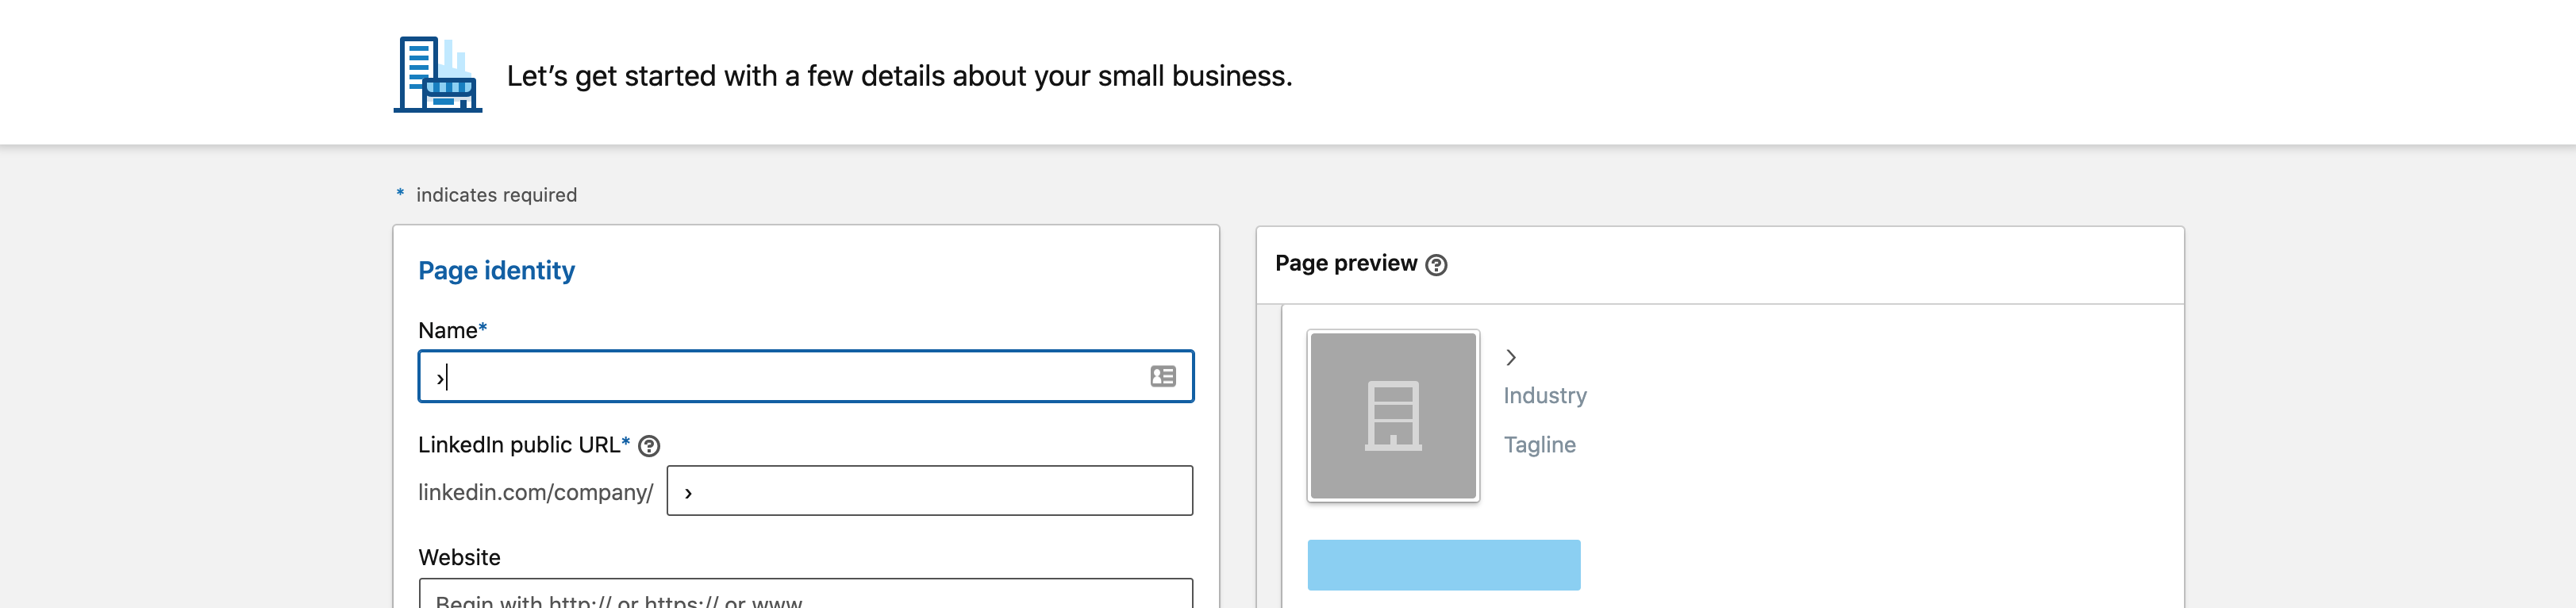 Let’s get started with a few details about your small business.
* indicates required
Page identity
Name*
›
LinkedIn public URL*
linkedin.com/company/ ›
Website
Begin with http:// or https:// or www.
Page preview
›
Industry
Tagline